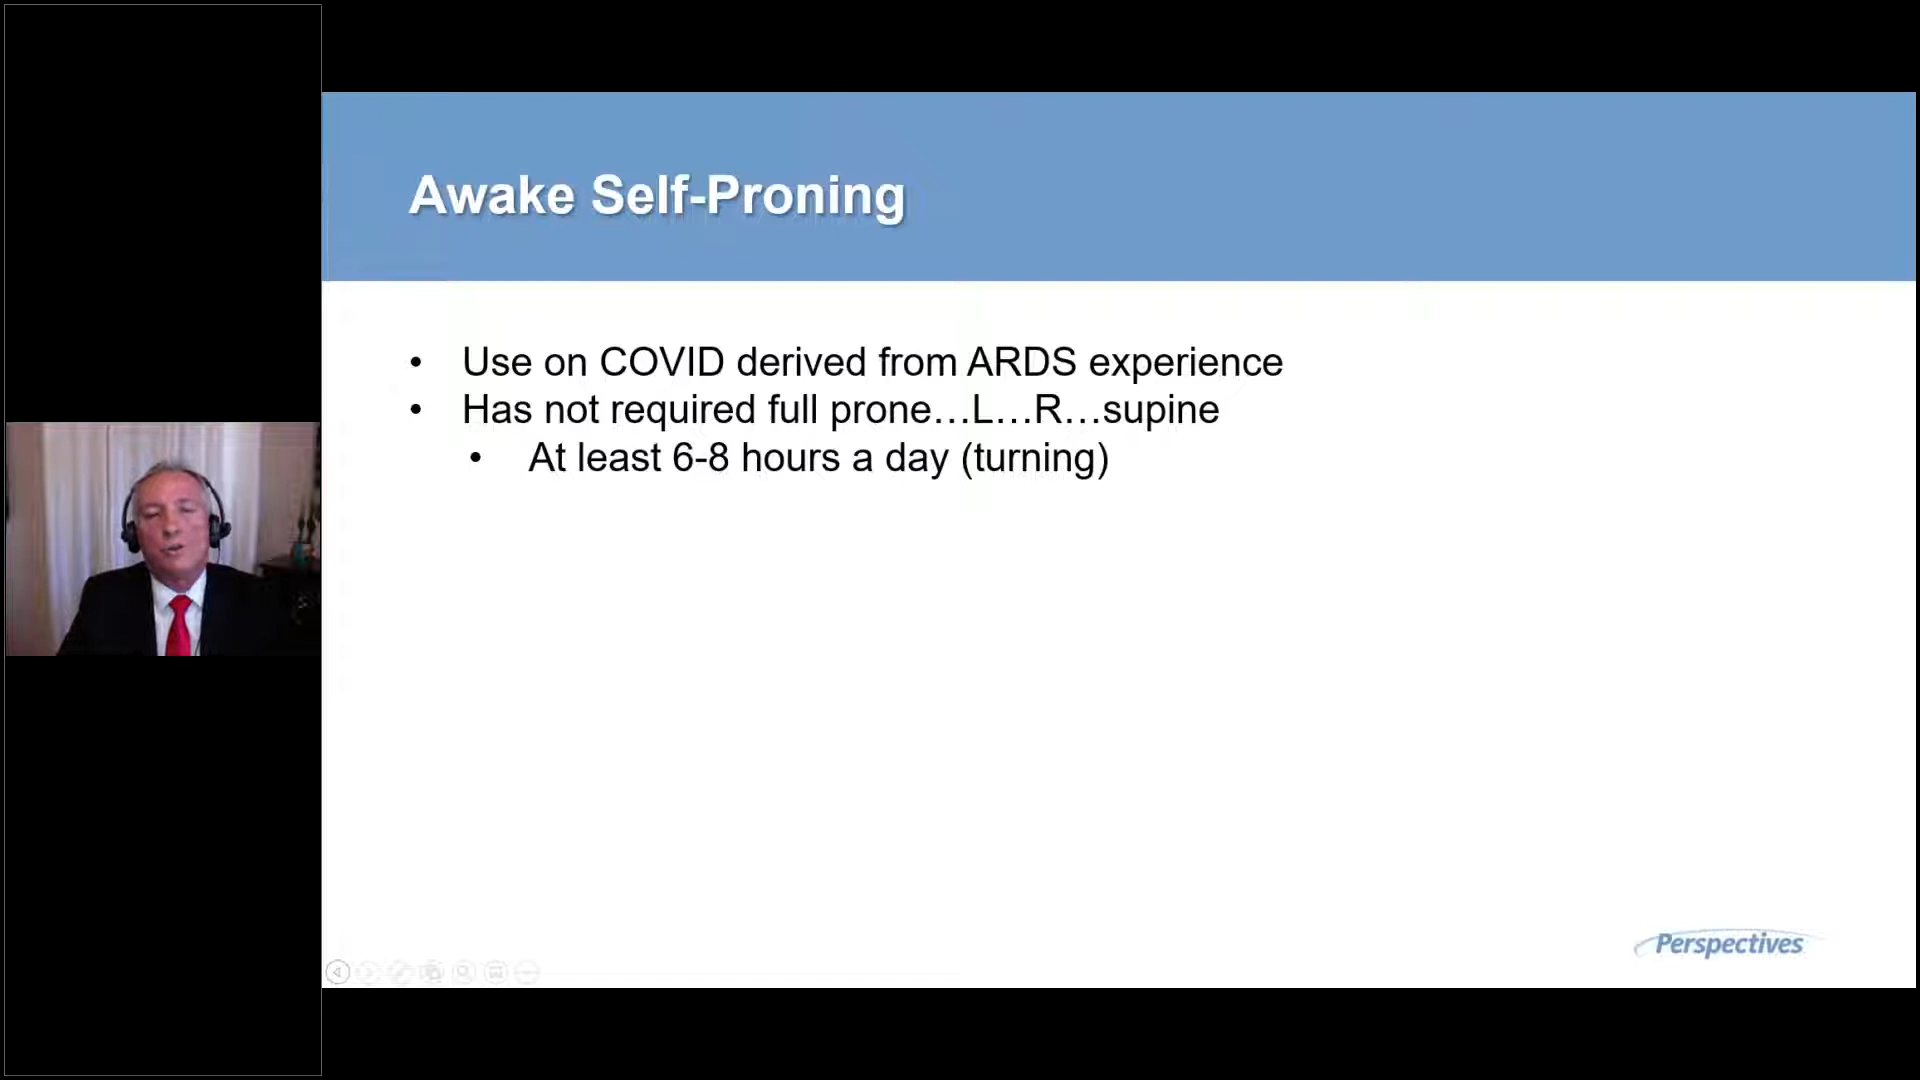 Awake Self-Proning
• Use on COVID derived from ARDS experience
• Has not required full prone…L…R…supine
• At least 6-8 hours a day (turning)
Perspectives